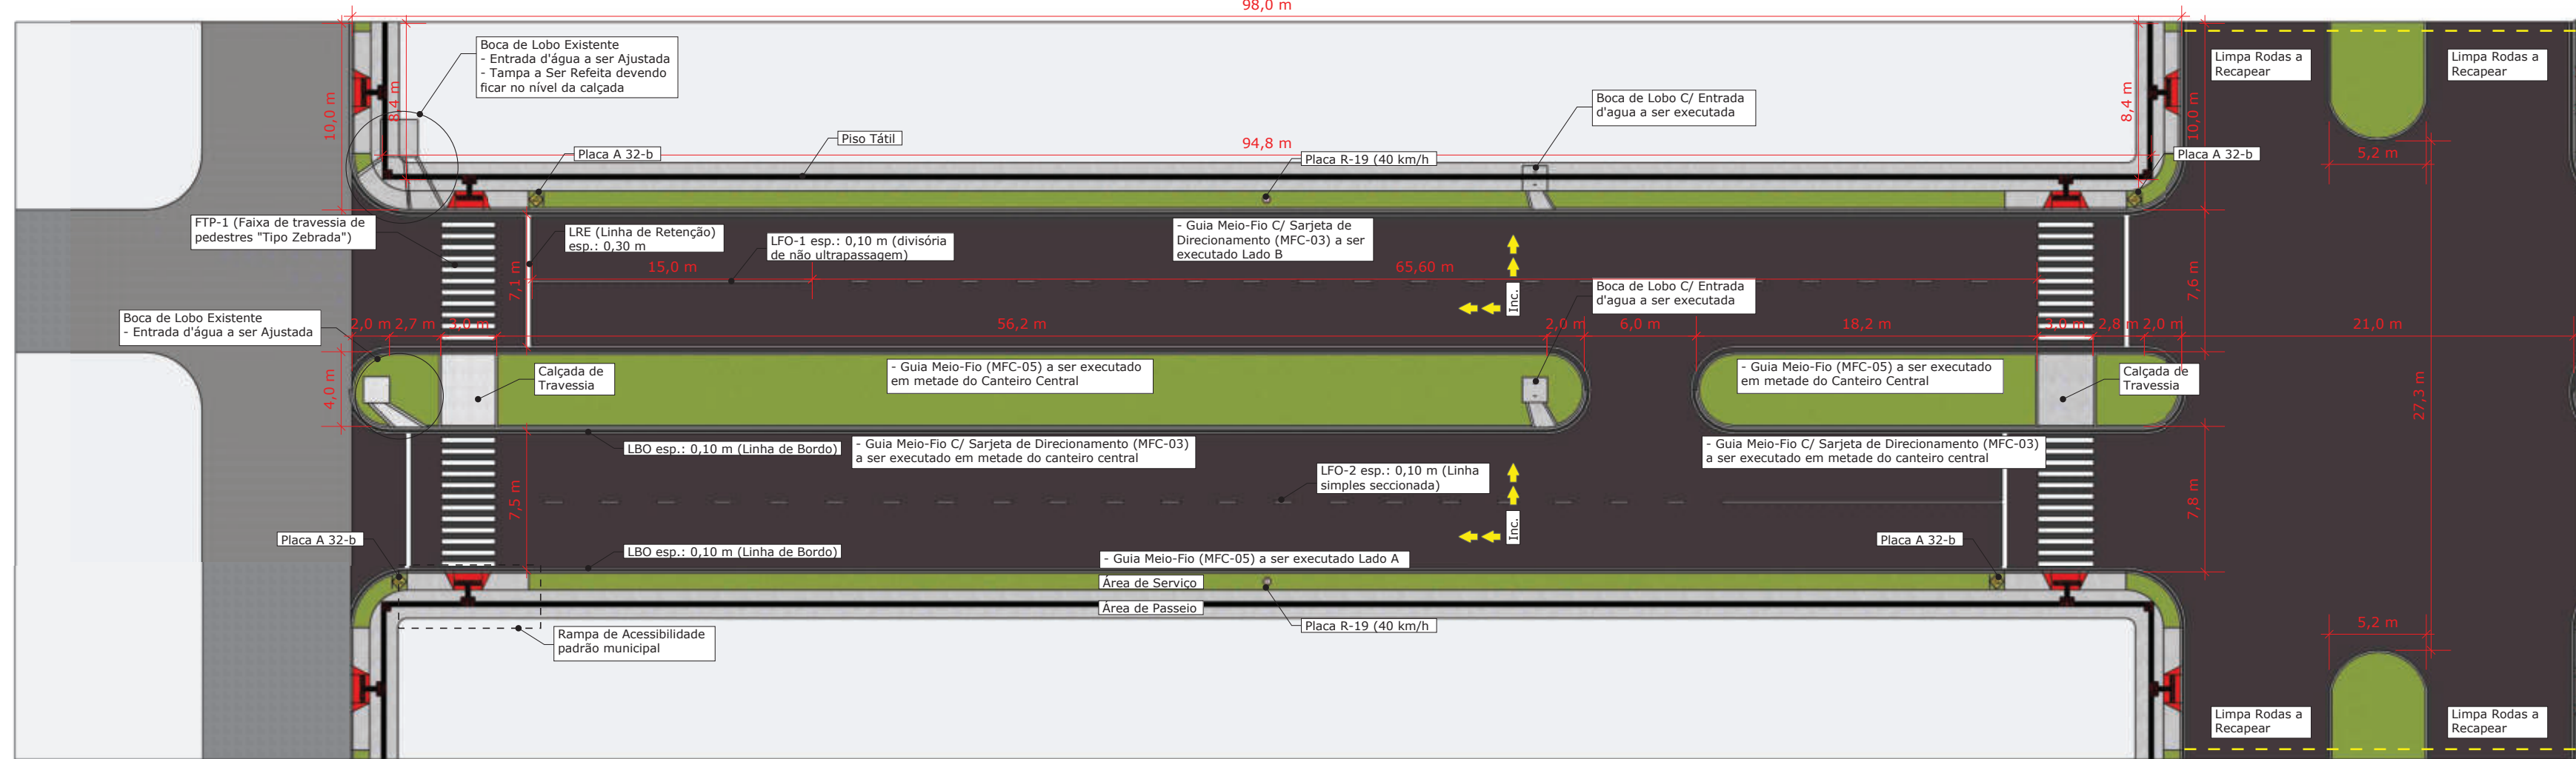 98,0 m
Boca de Lobo Existente
- Entrada d'água a ser Ajustada
- Tampa a Ser Refeita devendo
ficar no nível da calçada
Limpa Rodas a
Recapear
Limpa Rodas a
Recapear
10,0 m
8,4 m
Boca de Lobo C/ Entrada
d'agua a ser executada
8,4 m
10,0 m
Piso Tátil
94,8 m
Placa A 32-b
Placa R-19 (40 km/h
Placa A 32-b
5,2 m
FTP-1 (Faixa de travessia de
pedestres "Tipo Zebrada")
LRE (Linha de Retenção)
esp.: 0,30 m
LFO-1 esp.: 0,10 m (divisória
de não ultrapassagem)
- Guia Meio-Fio C/ Sarjeta de
Direcionamento (MFC-03) a ser
executado Lado B
7,1 m
15,0 m
65,60 m
7,6 m
Inc.
Boca de Lobo C/ Entrada
d'agua a ser executada
Boca de Lobo Existente
- Entrada d'água a ser Ajustada
2,0 m
2,7 m
3,0 m
56,2 m
2,0 m
6,0 m
18,2 m
3,0 m
2,8 m
2,0 m
21,0 m
4,0 m
Calçada de
Travessia
- Guia Meio-Fio (MFC-05) a ser executado
em metade do Canteiro Central
- Guia Meio-Fio (MFC-05) a ser executado
em metade do Canteiro Central
Calçada de
Travessia
27,3 m
LBO esp.: 0,10 m (Linha de Bordo)
- Guia Meio-Fio C/ Sarjeta de Direcionamento (MFC-03)
a ser executado em metade do canteiro central
- Guia Meio-Fio C/ Sarjeta de Direcionamento (MFC-03)
a ser executado em metade do canteiro central
7,5 m
LFO-2 esp.: 0,10 m (Linha
simples seccionada)
7,8 m
Inc.
Placa A 32-b
LBO esp.: 0,10 m (Linha de Bordo)
- Guia Meio-Fio (MFC-05) a ser executado Lado A
Placa A 32-b
Área de Serviço
Área de Passeio
Placa R-19 (40 km/h
5,2 m
Rampa de Acessibilidade
padrão municipal
Limpa Rodas a
Recapear
Limpa Rodas a
Recapear